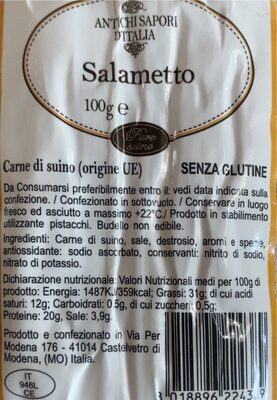 ANTICHI SAPORI
D'ITALIA
Salametto
100g e
Puro
suino
Carne di suino (origine UE) SENZA GLUTINE
Da Consumarsi preferibilmente entro il: vedi data indicata sulla
confezione. / Confezionato in sottovuoto. / Conservare in luogo
fresco ed asciutto a massimo +22°C./ Prodotto in stabilimento
utilizzante pistacchi. Budello non edibile.
Ingredienti: Carne di suino, sale, destrosio, aromi e spezie,
antiossidante: sodio ascorbato, conservanti: nitrito di sodio,
nitrato di potassio.
Dichiarazione nutrizionale: Valori Nutrizionali medi per 100g di
prodotto: Energia: 1487KJ/359kcal; Grassi: 31g; di cui acidi
saturi: 12g; Carboidrati: 0.5g; di cui zuccheri: 0,5g;
Proteine: 20g, Sale: 3,9g.
Prodotto e confezionato in Via Per
Modena 176 - 41014 Castelvetro di
Modena, (MO) Italia.
IT
946L
CE
8 018896 2243